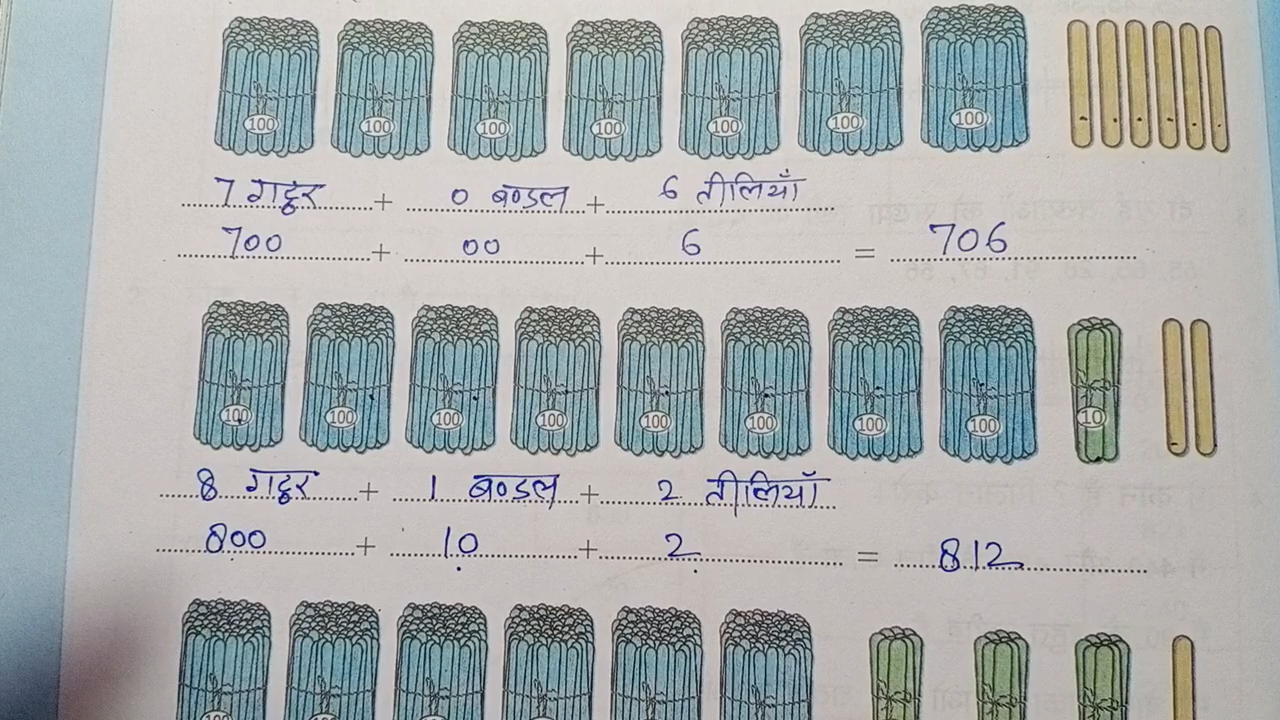 100 100 100 100 100 100 100
7 गट्ठर + 0 बण्डल + 6 तीलियाँ
700 + 00 + 6 = 706
100 100 100 100 100 100 100 100 10
8 गट्ठर + 1 बण्डल + 2 तीलियाँ
800 + 10 + 2 = 812